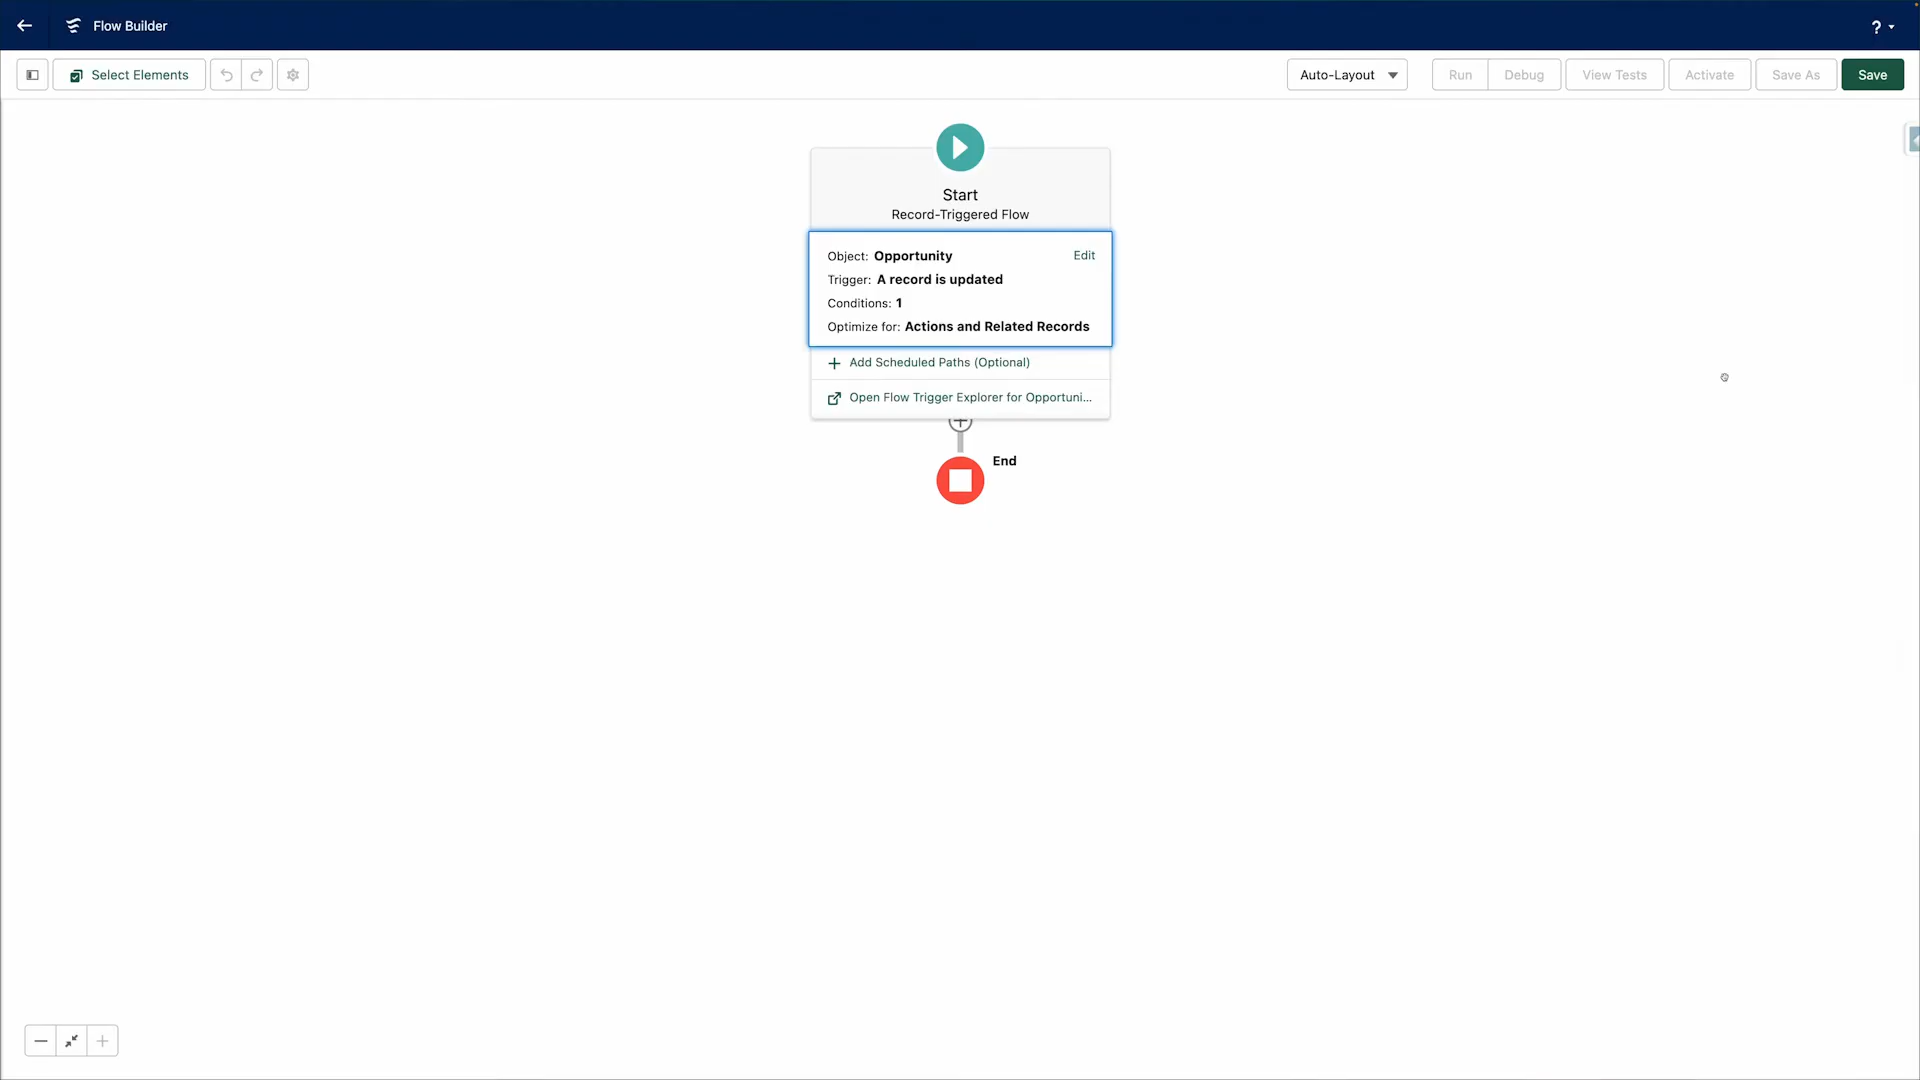 Flow Builder
?
Select Elements
Auto-Layout
Run
Debug
View Tests
Activate
Save As
Save
Start
Record-Triggered Flow
Object: Opportunity
Edit
Trigger: A record is updated
Conditions: 1
Optimize for: Actions and Related Records
Add Scheduled Paths (Optional)
Open Flow Trigger Explorer for Opportuni...
End